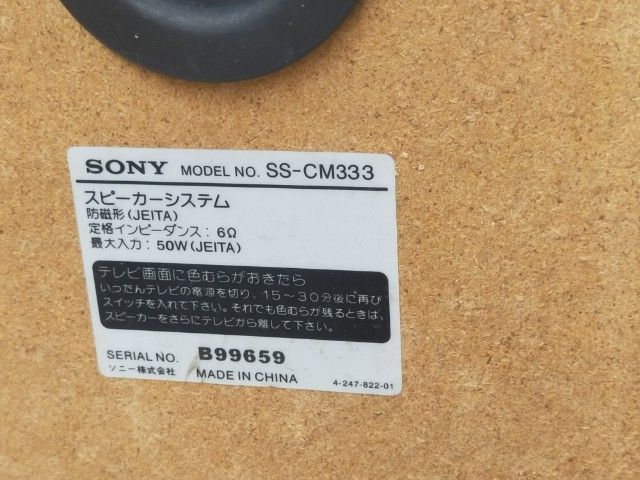 SONY MODEL NO. SS-CM333
スピーカーシステム
防磁形(JEITA)
定格インピーダンス：6Ω
最大入力：50W(JEITA)
テレビ画面に色むらがおきたら
いったんテレビの電源を切り、15～30分後に再び
スイッチを入れて下さい。それでも色むらが残るときは、
スピーカーをさらにテレビから離して下さい。
SERIAL NO. B99659
ソニー株式会社 MADE IN CHINA
4-247-822-01